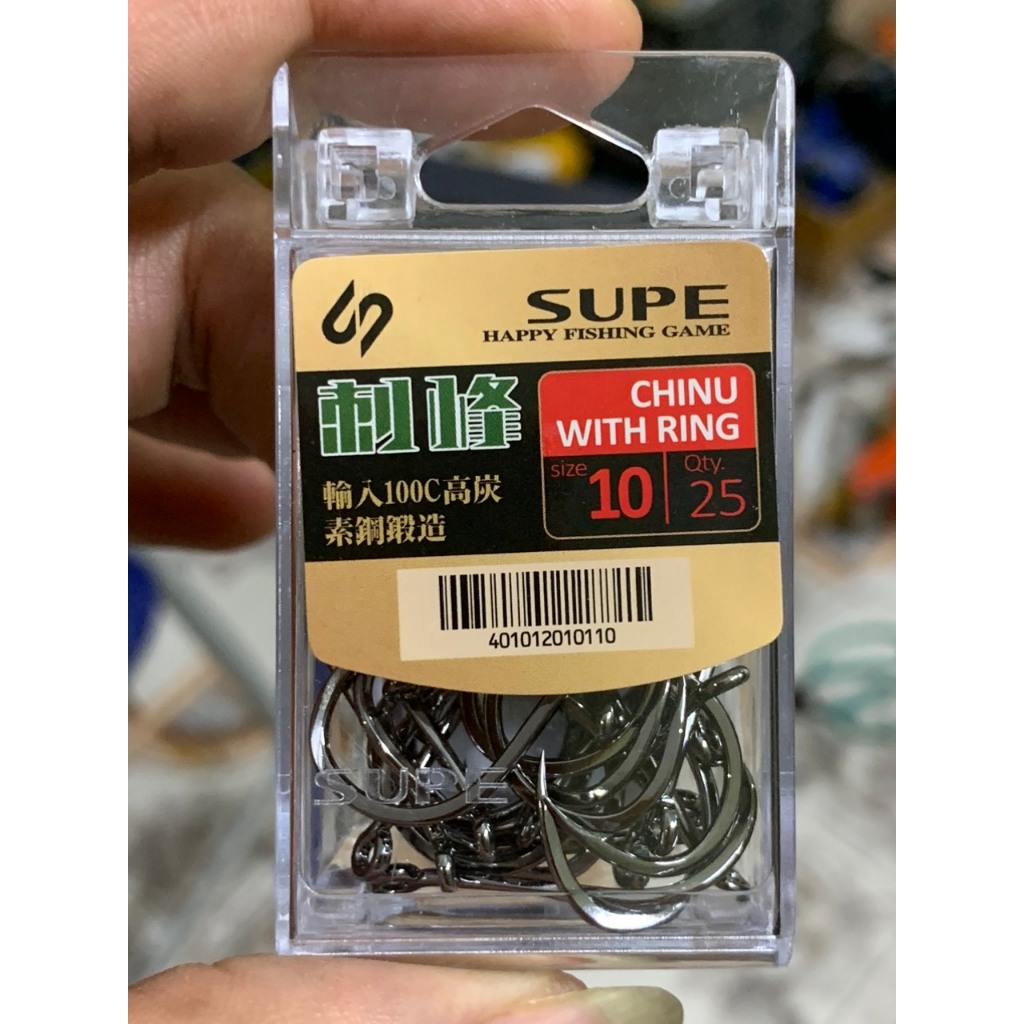 SUPE
HAPPY FISHING GAME
刺修
CHINU
WITH RING
size
10
Qty.
25
輸入100C高炭
素鋼鍛造
401012010110
SUPE